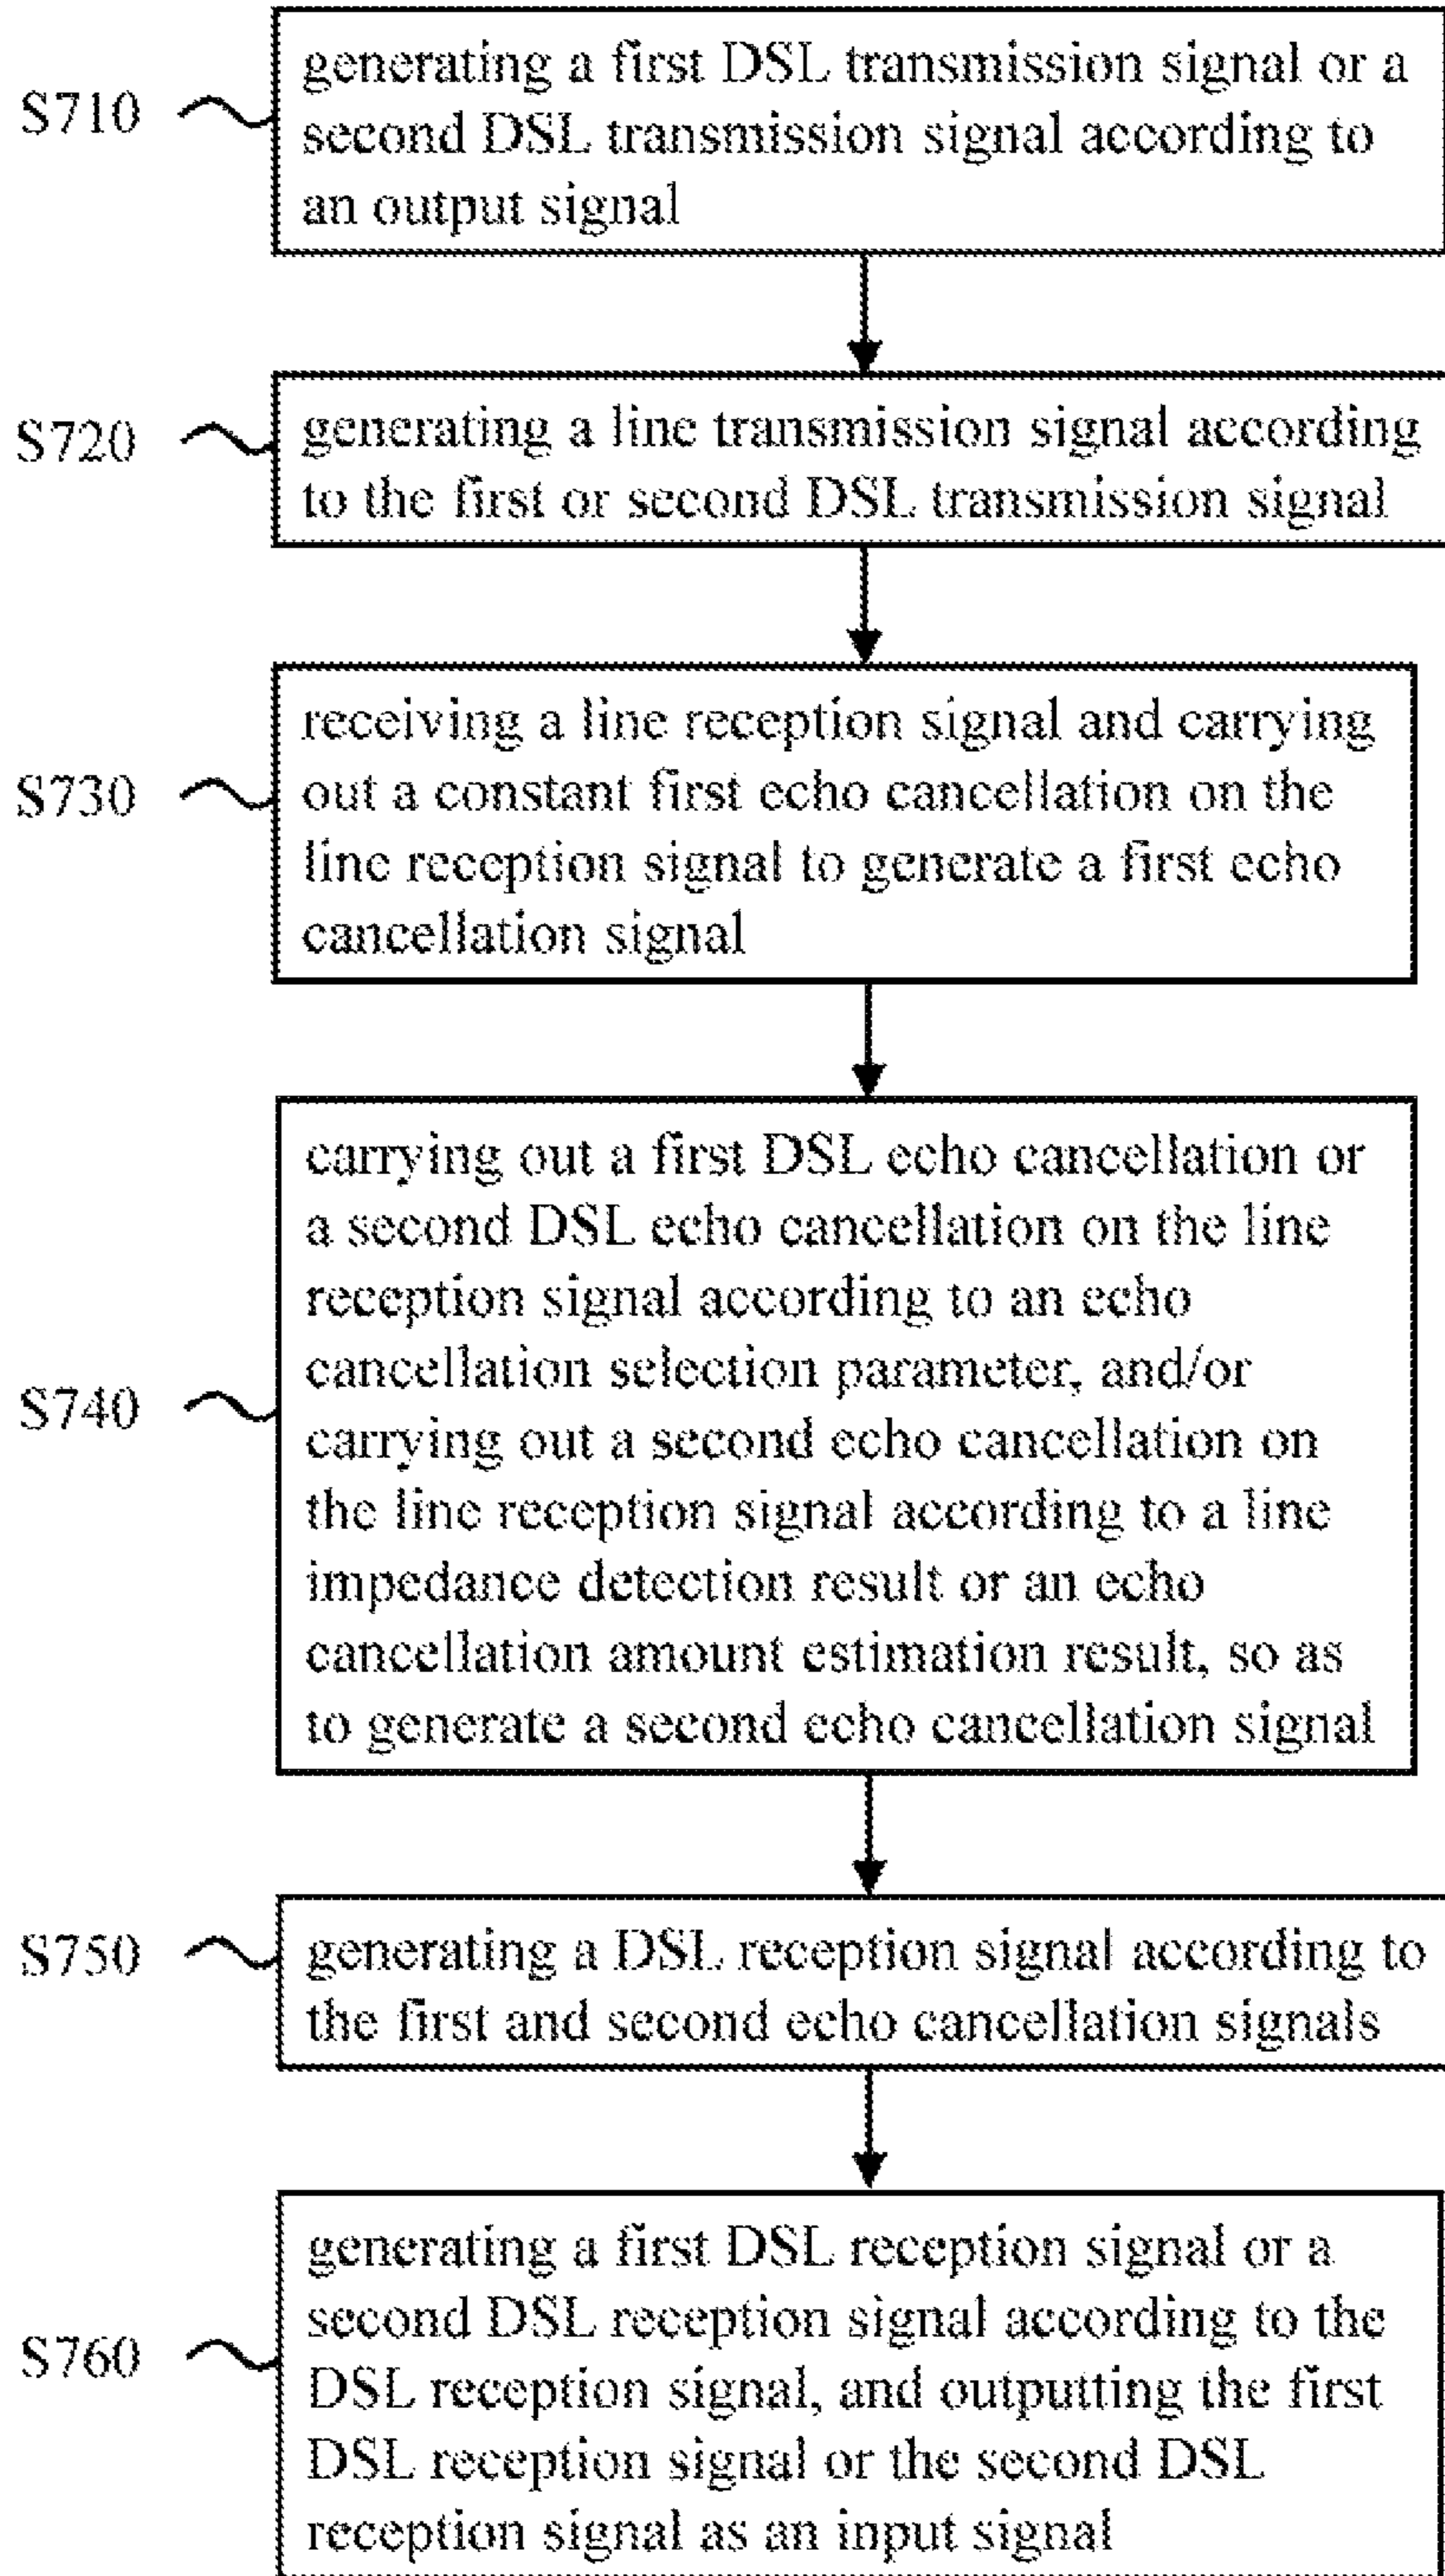 S710
generating a first DSL transmission signal or a
second DSL transmission signal according to
an output signal
S720
generating a line transmission signal according
to the first or second DSL transmission signal
S730
receiving a line reception signal and carrying
out a constant first echo cancellation on the
line reception signal to generate a first echo
cancellation signal
S740
carrying out a first DSL echo cancellation or
a second DSL echo cancellation on the line
reception signal according to an echo
cancellation selection parameter, and/or
carrying out a second echo cancellation on
the line reception signal according to a line
impedance detection result or an echo
cancellation amount estimation result, so as
to generate a second echo cancellation signal
S750
generating a DSL reception signal according to
the first and second echo cancellation signals
S760
generating a first DSL reception signal or a
second DSL reception signal according to the
DSL reception signal, and outputting the first
DSL reception signal or the second DSL
reception signal as an input signal